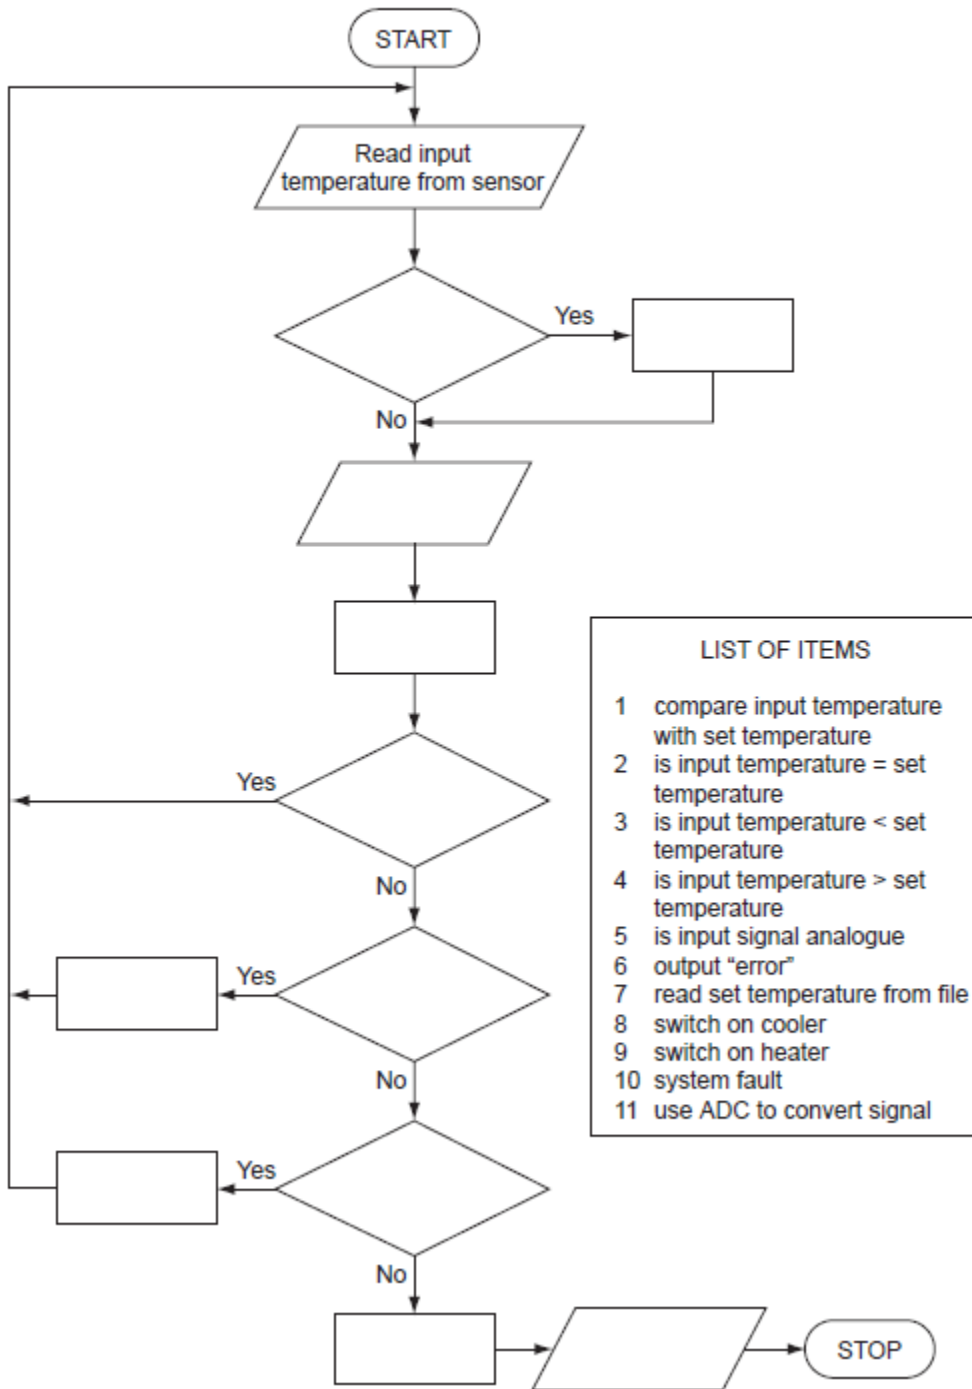 START
Read input
temperature from sensor
Yes
No
Yes
No
Yes
No
Yes
No
STOP
LIST OF ITEMS
1 compare input temperature
with set temperature
2 is input temperature = set
temperature
3 is input temperature < set
temperature
4 is input temperature > set
temperature
5 is input signal analogue
6 output “error”
7 read set temperature from file
8 switch on cooler
9 switch on heater
10 system fault
11 use ADC to convert signal